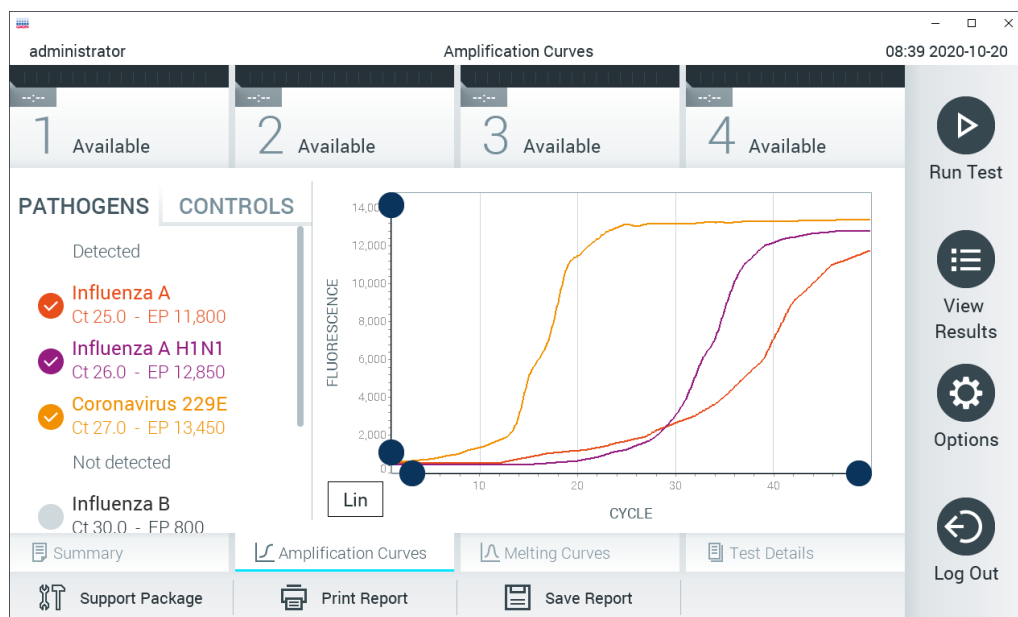 administrator
Amplification Curves
08:39 2020-10-20
--:--
--:--
--:--
--:--
1 Available
2 Available
3 Available
4 Available
Run Test
View
Results
Options
Log Out
PATHOGENS
CONTROLS
Detected
Influenza A
Ct 25.0 - EP 11,800
Influenza A H1N1
Ct 26.0 - EP 12,850
Coronavirus 229E
Ct 27.0 - EP 13,450
Not detected
Influenza B
Ct 30.0 - EP 800
FLUORESCENCE
12,000
10,000
8,000
6,000
4,000
2,000
0
10
20
30
40
CYCLE
Lin
Summary
Amplification Curves
Melting Curves
Test Details
Support Package
Print Report
Save Report